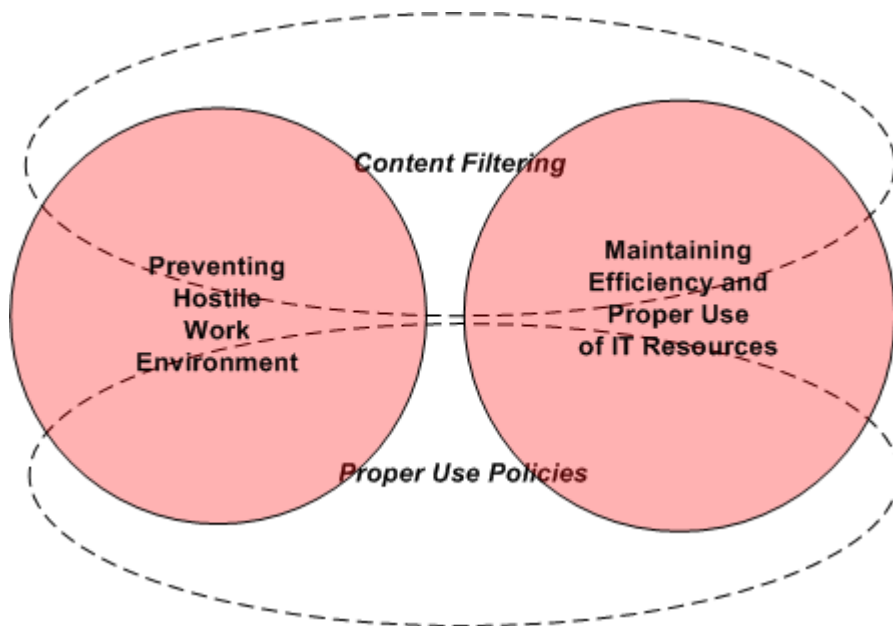 Content Filtering
Preventing
Hostile
Work
Environment
Maintaining
Efficiency and
Proper Use
of IT Resources
Proper Use Policies